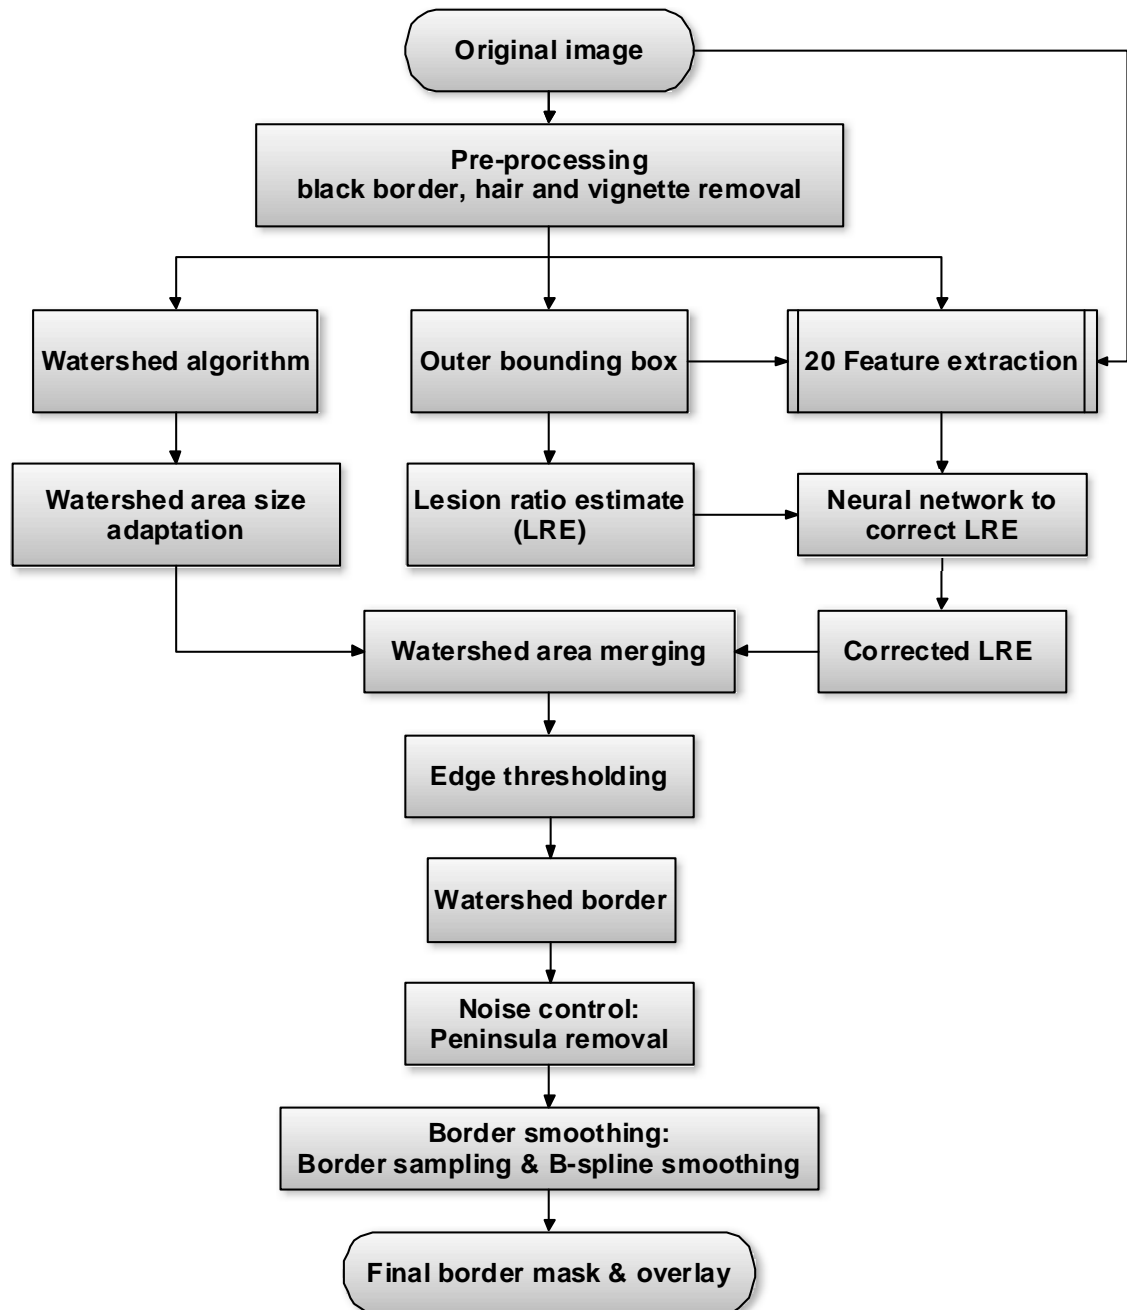 Original image
Pre-processing
black border, hair and vignette removal
Watershed algorithm
Outer bounding box
20 Feature extraction
Watershed area size
adaptation
Lesion ratio estimate
(LRE)
Neural network to
correct LRE
Watershed area merging
Corrected LRE
Edge thresholding
Watershed border
Noise control:
Peninsula removal
Border smoothing:
Border sampling & B-spline smoothing
Final border mask & overlay